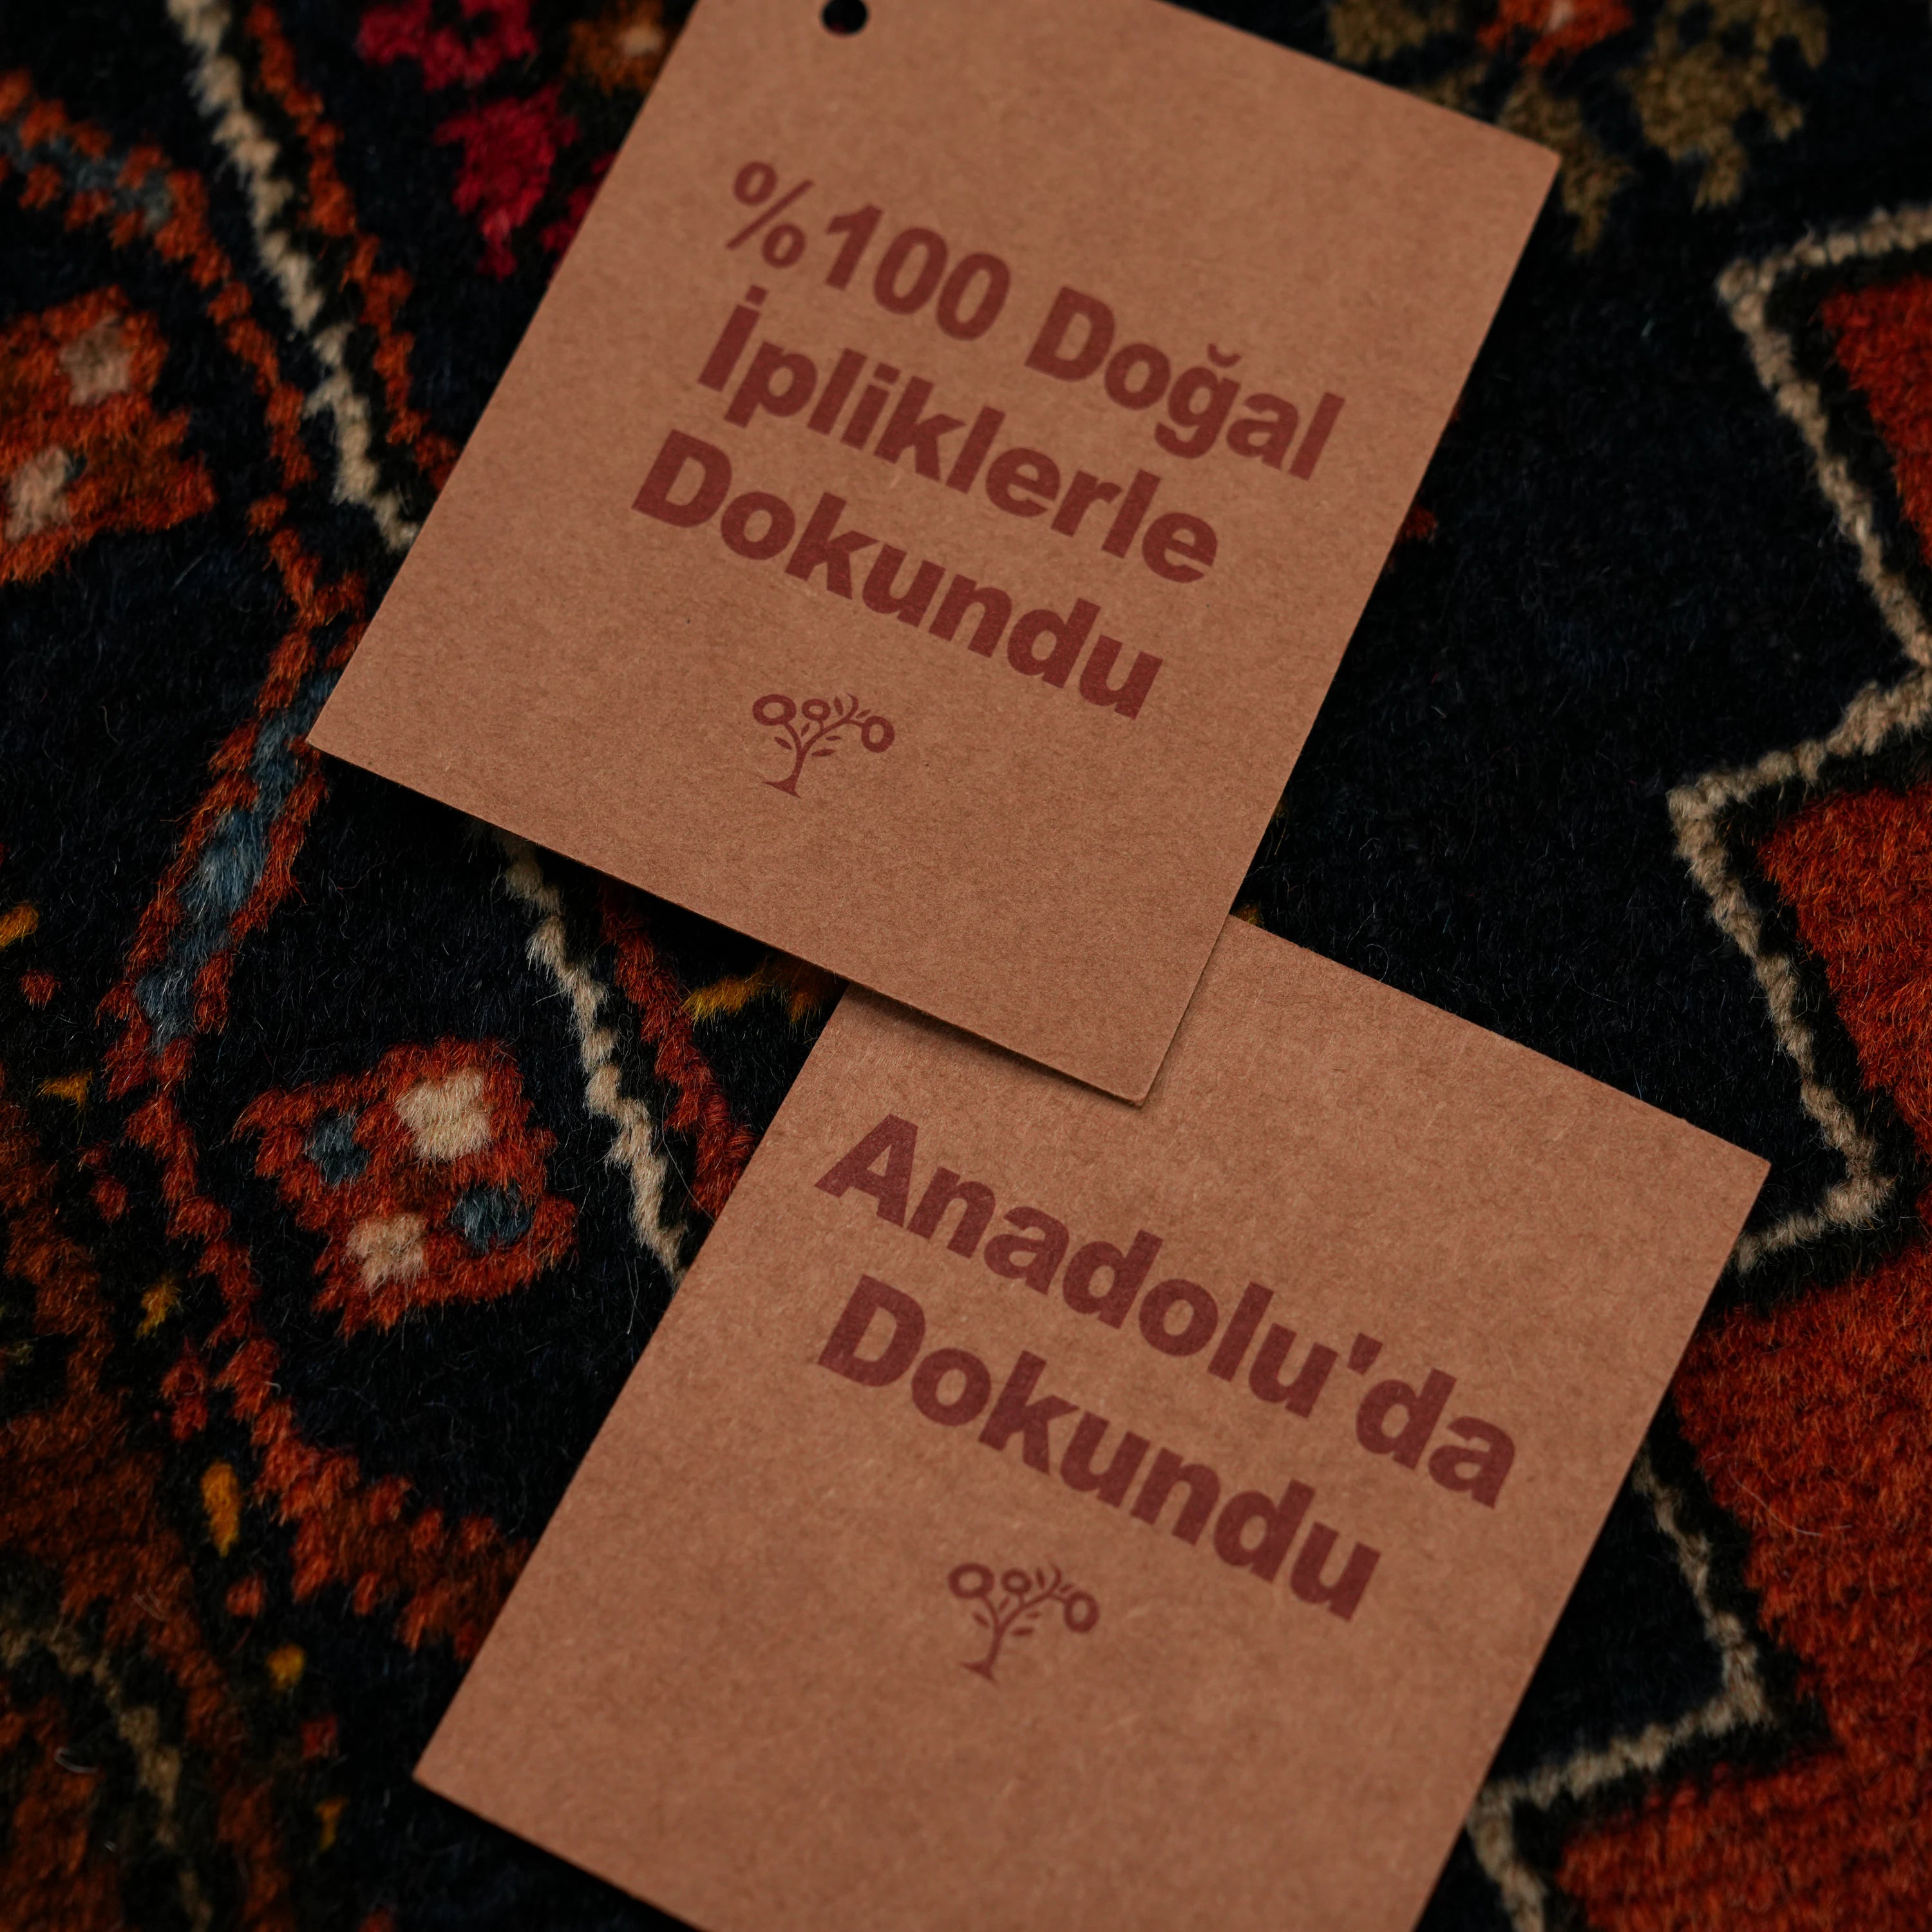 %100 Doğal
İpliklerle
Dokundu
Anadolu'da
Dokundu